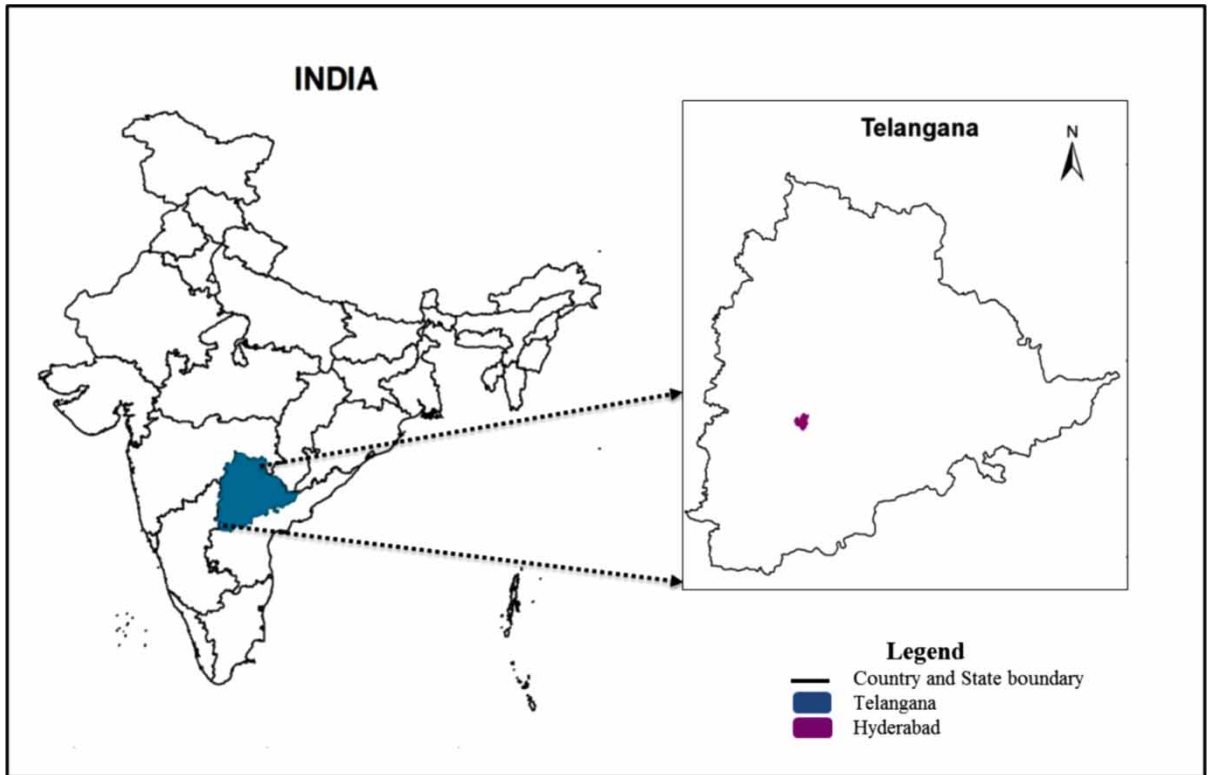 INDIA
Telangana
N
Legend
Country and State boundary
Telangana
Hyderabad